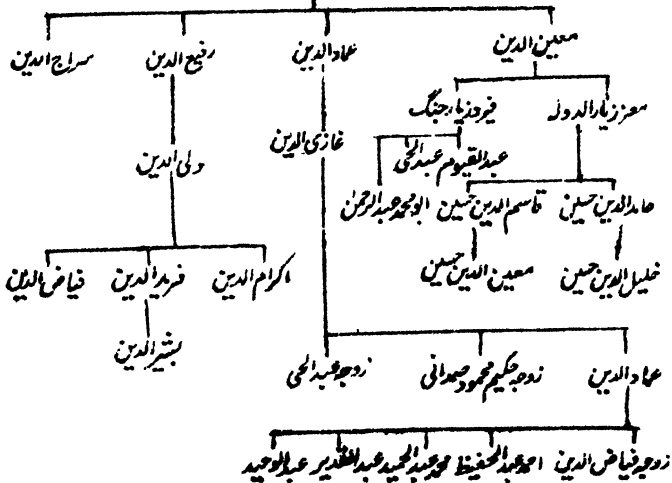 معین الدین عماد الدین رفیع الدین سراج الدین
معزز یار الدولہ فیروز یار جنگ غازی الدین ولی الدین
عبدالقیوم عبدالحی
حامد الدین حسین قاسم الدین حسین ابو محمد عبدالرحمن
خلیل الدین حسین معین الدین حسین اکرام الدین فرید الدین فیاض الدین
بشیر الدین
عماد الدین زوجہ حکیم محمود صمدانی زوجہ عبدالحی
زوجہ فیاض الدین احمد عبدالحفیظ محمد عبدالحمید عبدالمقدیر عبدالوحید